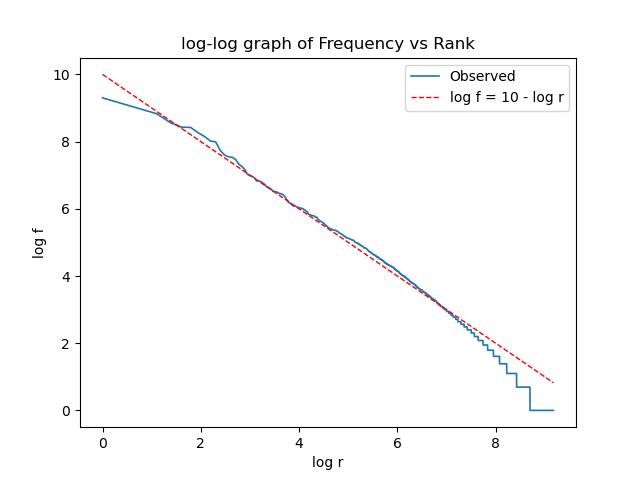 log-log graph of Frequency vs Rank
Observed
log f = 10 - log r
10
8
6
4
2
0
log f
0 2 4 6 8
log r